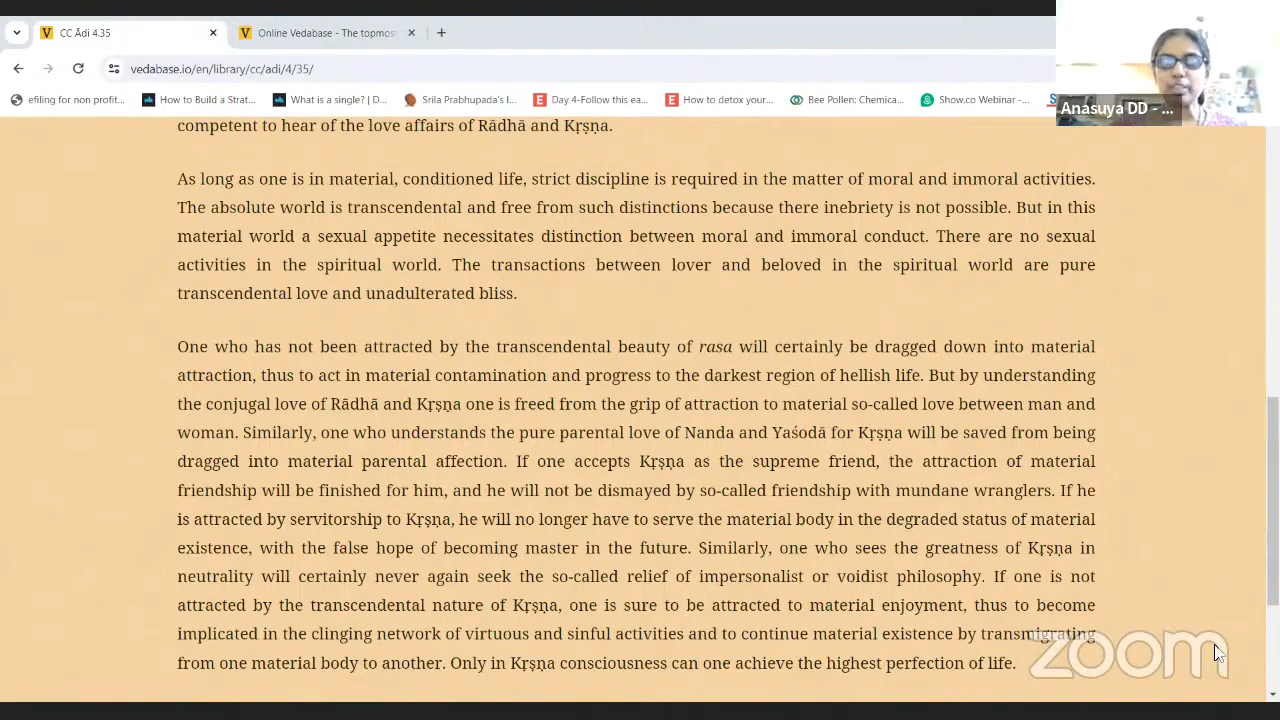 CC Ādi 4.35
Online Vedabase - The topmos
vedabase.io/en/library/cc/adi/4/35/
efiling for non profit...
How to Build a Strat...
What is a single? | D...
Srila Prabhupada's l...
Day 4-Follow this ea...
How to detox your...
Bee Pollen: Chemica...
Show.co Webinar -...
Anasuya DD - ...
competent to hear of the love affairs of Rādhā and Kṛṣṇa.
As long as one is in material, conditioned life, strict discipline is required in the matter of moral and immoral activities.
The absolute world is transcendental and free from such distinctions because there inebriety is not possible. But in this
material world a sexual appetite necessitates distinction between moral and immoral conduct. There are no sexual
activities in the spiritual world. The transactions between lover and beloved in the spiritual world are pure
transcendental love and unadulterated bliss.
One who has not been attracted by the transcendental beauty of rasa will certainly be dragged down into material
attraction, thus to act in material contamination and progress to the darkest region of hellish life. But by understanding
the conjugal love of Rādhā and Kṛṣṇa one is freed from the grip of attraction to material so-called love between man and
woman. Similarly, one who understands the pure parental love of Nanda and Yaśodā for Kṛṣṇa will be saved from being
dragged into material parental affection. If one accepts Kṛṣṇa as the supreme friend, the attraction of material
friendship will be finished for him, and he will not be dismayed by so-called friendship with mundane wranglers. If he
is attracted by servitorship to Kṛṣṇa, he will no longer have to serve the material body in the degraded status of material
existence, with the false hope of becoming master in the future. Similarly, one who sees the greatness of Kṛṣṇa in
neutrality will certainly never again seek the so-called relief of impersonalist or voidist philosophy. If one is not
attracted by the transcendental nature of Kṛṣṇa, one is sure to be attracted to material enjoyment, thus to become
implicated in the clinging network of virtuous and sinful activities and to continue material existence by transmigrating
from one material body to another. Only in Kṛṣṇa consciousness can one achieve the highest perfection of life.
zoom